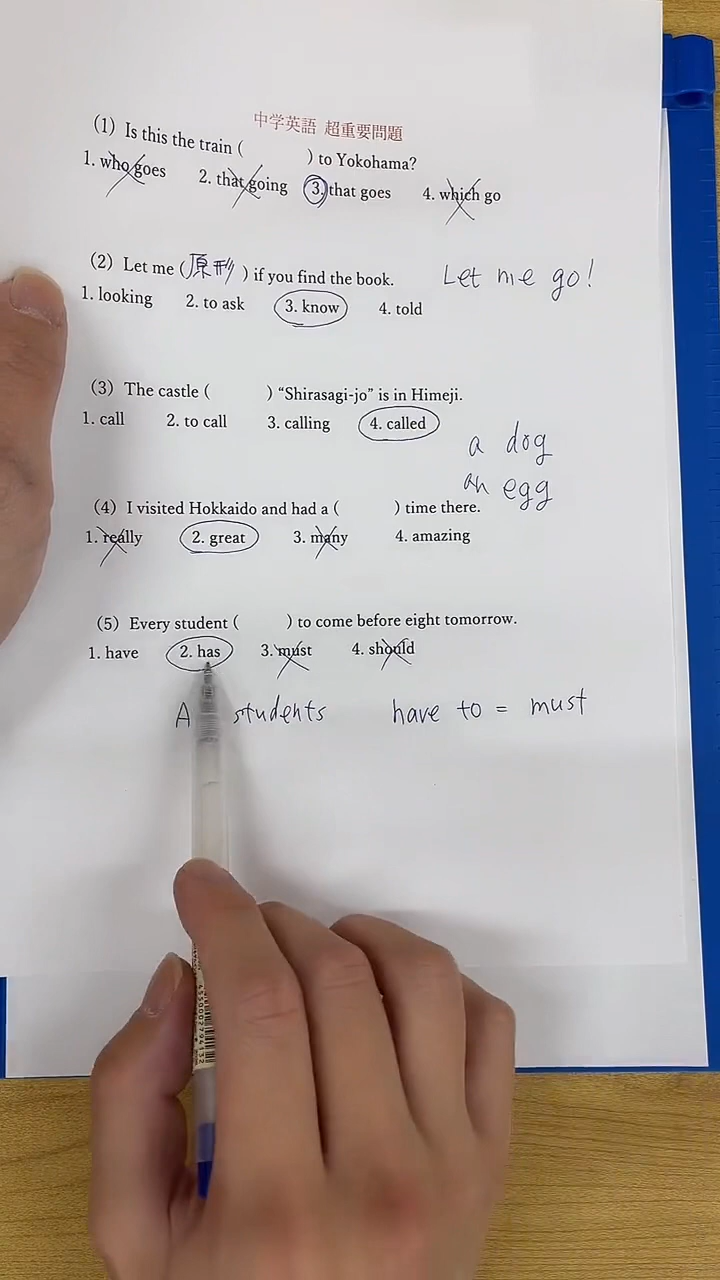 中学英語 超重要問題
(1) Is this the train ( ) to Yokohama?
1. who goes 2. that going 3. that goes 4. which go
(2) Let me (原形) if you find the book. Let me go!
1. looking 2. to ask 3. know 4. told
(3) The castle ( ) “Shirasagi-jo” is in Himeji.
1. call 2. to call 3. calling 4. called
a dog
an egg
(4) I visited Hokkaido and had a ( ) time there.
1. really 2. great 3. many 4. amazing
(5) Every student ( ) to come before eight tomorrow.
1. have 2. has 3. must 4. should
A students have to = must